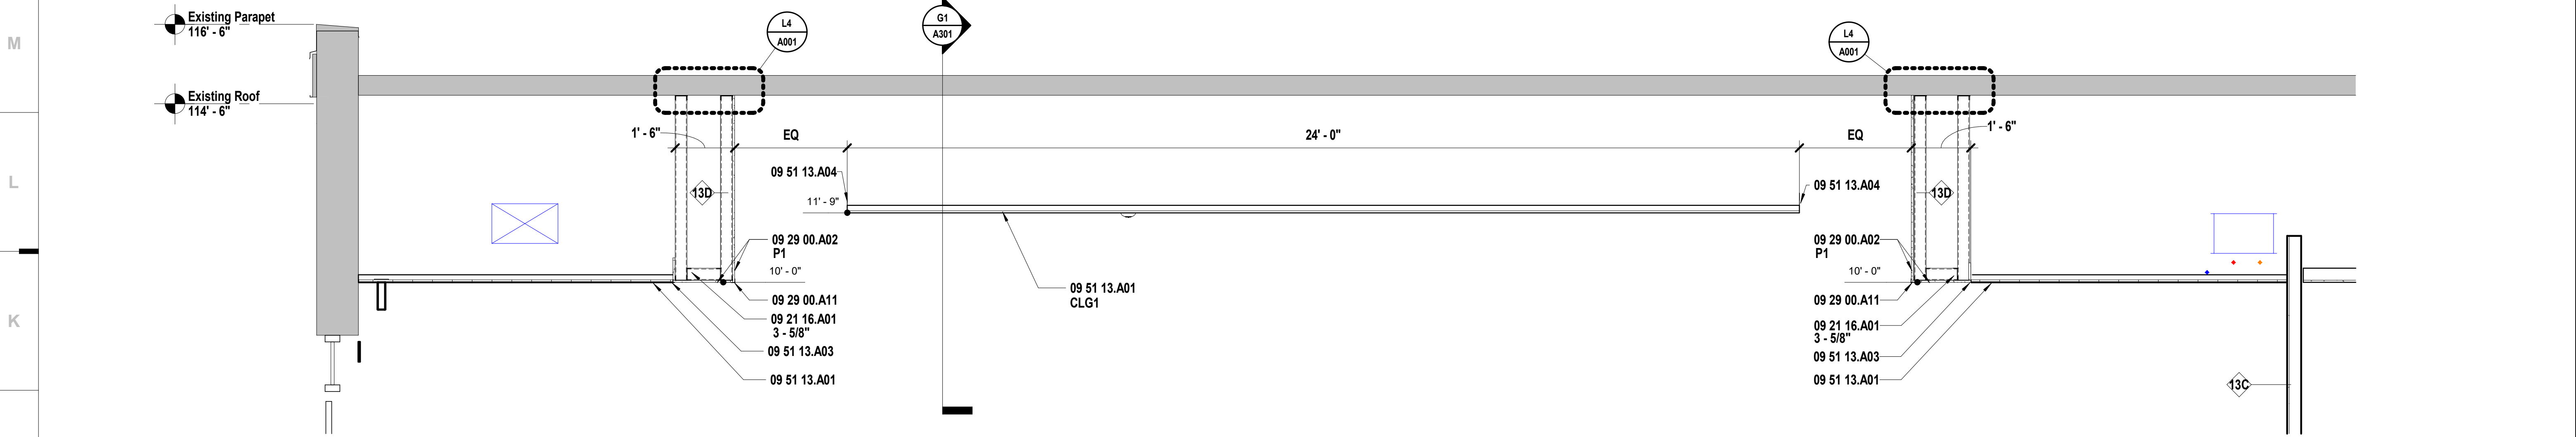 M
Existing Parapet
116' - 6"
L4
A001
G1
A301
L4
A001
Existing Roof
114' - 6"
1' - 6"
EQ
24' - 0"
EQ
1' - 6"
L
09 51 13.A04
13D
11' - 9"
09 51 13.A04
13D
09 29 00.A02
P1
10' - 0"
09 29 00.A02
P1
10' - 0"
09 51 13.A01
CLG1
09 29 00.A11
09 21 16.A01
3 - 5/8"
09 51 13.A03
09 51 13.A01
09 29 00.A11
09 21 16.A01
3 - 5/8"
09 51 13.A03
09 51 13.A01
K
13C